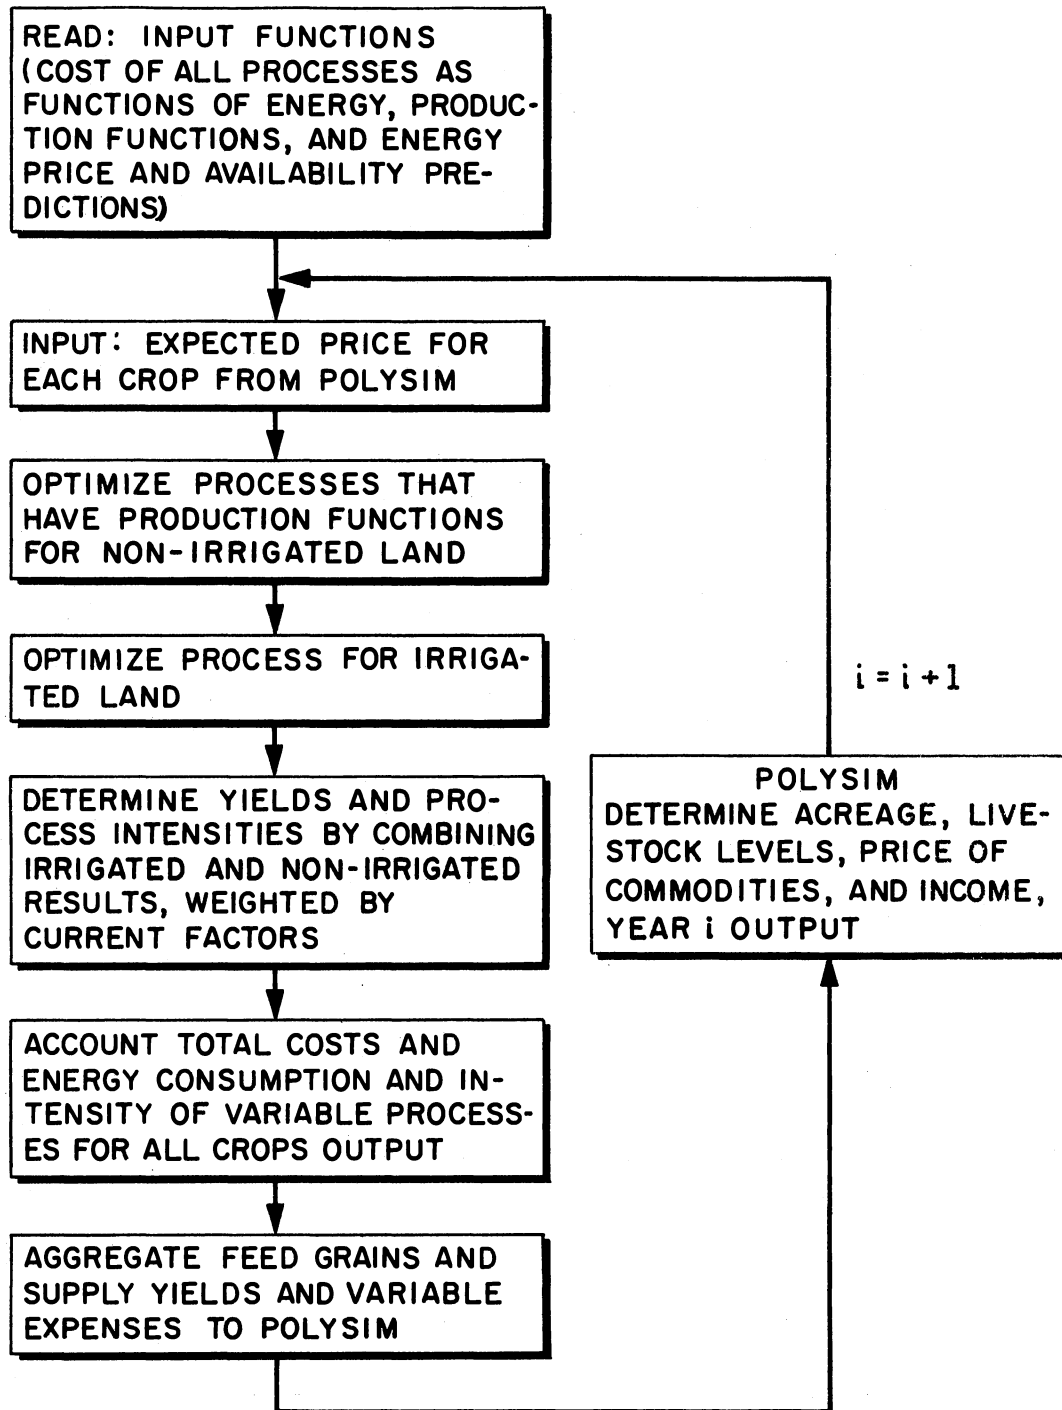 READ: INPUT FUNCTIONS
(COST OF ALL PROCESSES AS
FUNCTIONS OF ENERGY, PRODUC-
TION FUNCTIONS, AND ENERGY
PRICE AND AVAILABILITY PRE-
DICTIONS)
INPUT: EXPECTED PRICE FOR
EACH CROP FROM POLYSIM
OPTIMIZE PROCESSES THAT
HAVE PRODUCTION FUNCTIONS
FOR NON-IRRIGATED LAND
OPTIMIZE PROCESS FOR IRRIGA-
TED LAND
DETERMINE YIELDS AND PRO-
CESS INTENSITIES BY COMBINING
IRRIGATED AND NON-IRRIGATED
RESULTS, WEIGHTED BY
CURRENT FACTORS
ACCOUNT TOTAL COSTS AND
ENERGY CONSUMPTION AND IN-
TENSITY OF VARIABLE PROCESS-
ES FOR ALL CROPS OUTPUT
AGGREGATE FEED GRAINS AND
SUPPLY YIELDS AND VARIABLE
EXPENSES TO POLYSIM
POLYSIM
DETERMINE ACREAGE, LIVE-
STOCK LEVELS, PRICE OF
COMMODITIES, AND INCOME,
YEAR i OUTPUT
i = i + 1